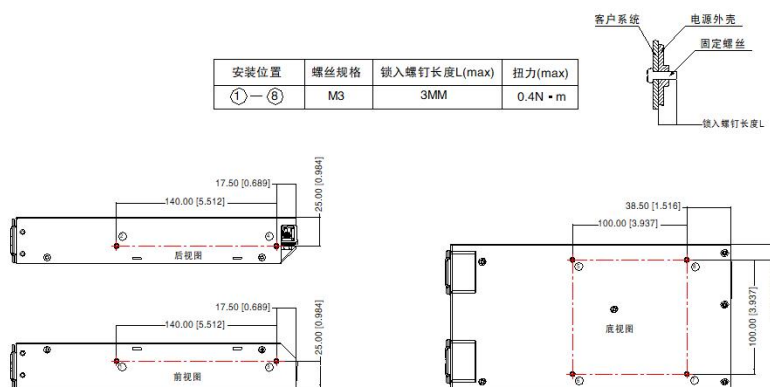 客户系统
电源外壳
固定螺丝
锁入螺钉长度L
安装位置 螺丝规格 锁入螺钉长度L(max) 扭力(max)
①—⑧ M3 3MM 0.4N·m
17.50 [0.689]
140.00 [5.512]
25.00 [0.984]
后视图
38.50 [1.516]
100.00 [3.937]
100.00 [3.937]
底视图
17.50 [0.689]
140.00 [5.512]
25.00 [0.984]
前视图